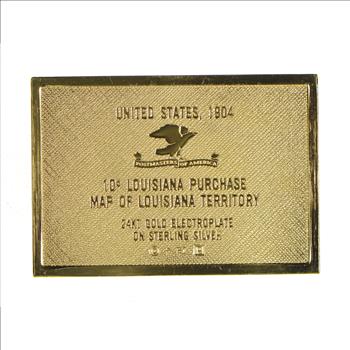 UNITED STATES, 1904
POSTMASTERS OF AMERICA
10¢ LOUISIANA PURCHASE
MAP OF LOUISIANA TERRITORY
24KT GOLD ELECTROPLATE
ON STERLING SILVER